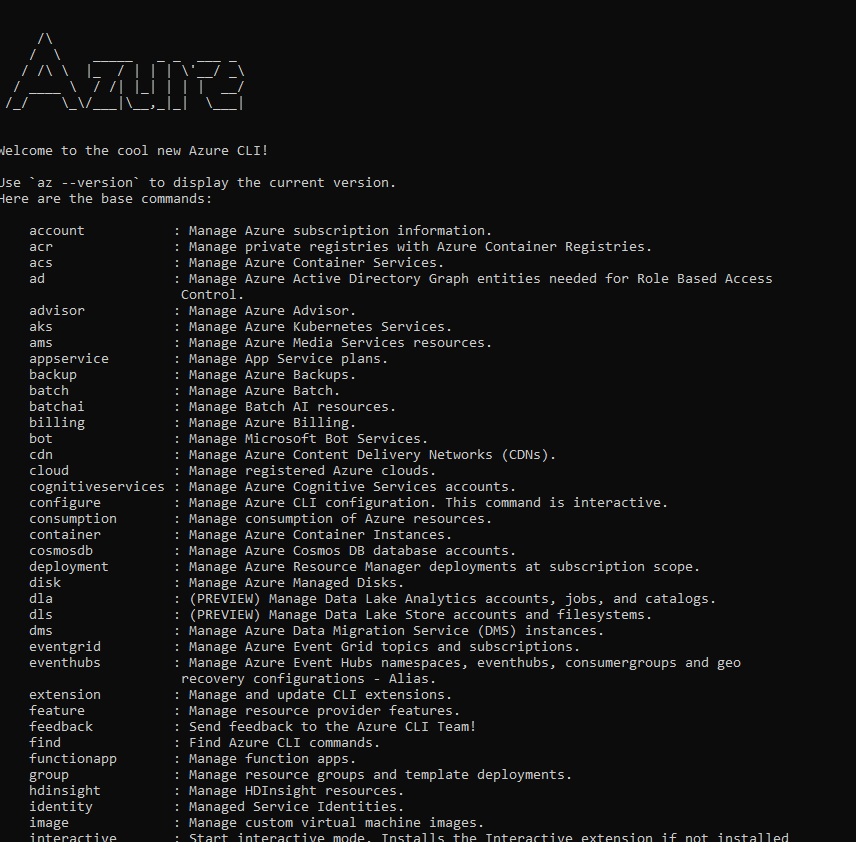 Azure
Welcome to the cool new Azure CLI!
Use `az --version` to display the current version.
Here are the base commands:
account : Manage Azure subscription information.
acr : Manage private registries with Azure Container Registries.
acs : Manage Azure Container Services.
ad : Manage Azure Active Directory Graph entities needed for Role Based Access
Control.
advisor : Manage Azure Advisor.
aks : Manage Azure Kubernetes Services.
ams : Manage Azure Media Services resources.
appservice : Manage App Service plans.
backup : Manage Azure Backups.
batch : Manage Azure Batch.
batchai : Manage Batch AI resources.
billing : Manage Azure Billing.
bot : Manage Microsoft Bot Services.
cdn : Manage Azure Content Delivery Networks (CDNs).
cloud : Manage registered Azure clouds.
cognitiveservices : Manage Azure Cognitive Services accounts.
configure : Manage Azure CLI configuration. This command is interactive.
consumption : Manage consumption of Azure resources.
container : Manage Azure Container Instances.
cosmosdb : Manage Azure Cosmos DB database accounts.
deployment : Manage Azure Resource Manager deployments at subscription scope.
disk : Manage Azure Managed Disks.
dla : (PREVIEW) Manage Data Lake Analytics accounts, jobs, and catalogs.
dls : (PREVIEW) Manage Data Lake Store accounts and filesystems.
dms : Manage Azure Data Migration Service (DMS) instances.
eventgrid : Manage Azure Event Grid topics and subscriptions.
eventhubs : Manage Azure Event Hubs namespaces, eventhubs, consumergroups and geo
recovery configurations - Alias.
extension : Manage and update CLI extensions.
feature : Manage resource provider features.
feedback : Send feedback to the Azure CLI Team!
find : Find Azure CLI commands.
functionapp : Manage function apps.
group : Manage resource groups and template deployments.
hdinsight : Manage HDInsight resources.
identity : Managed Service Identities.
image : Manage custom virtual machine images.
interactive : Start interactive mode. Installs the Interactive extension if not installed